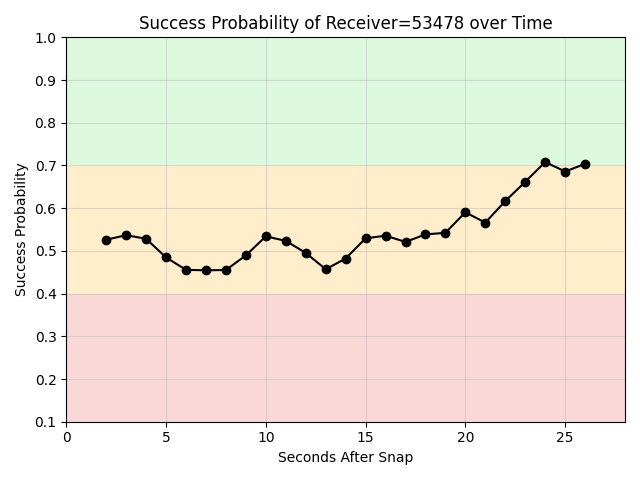 Success Probability of Receiver=53478 over Time
1.0
0.9
0.8
0.7
0.6
0.5
0.4
0.3
0.2
0.1
Success Probability
0 5 10 15 20 25
Seconds After Snap